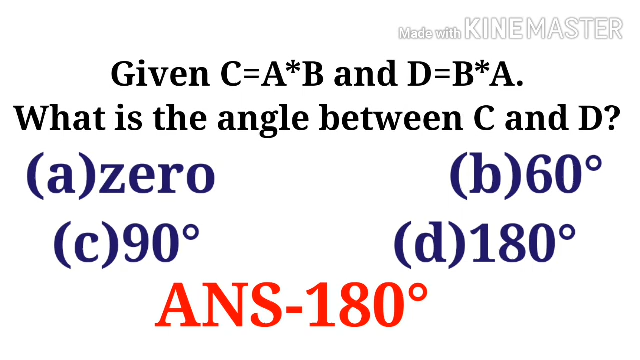 Made with KINEMASTER
Given C=A*B and D=B*A.
What is the angle between C and D?
(a)zero (b)60°
(c)90° (d)180°
ANS-180°